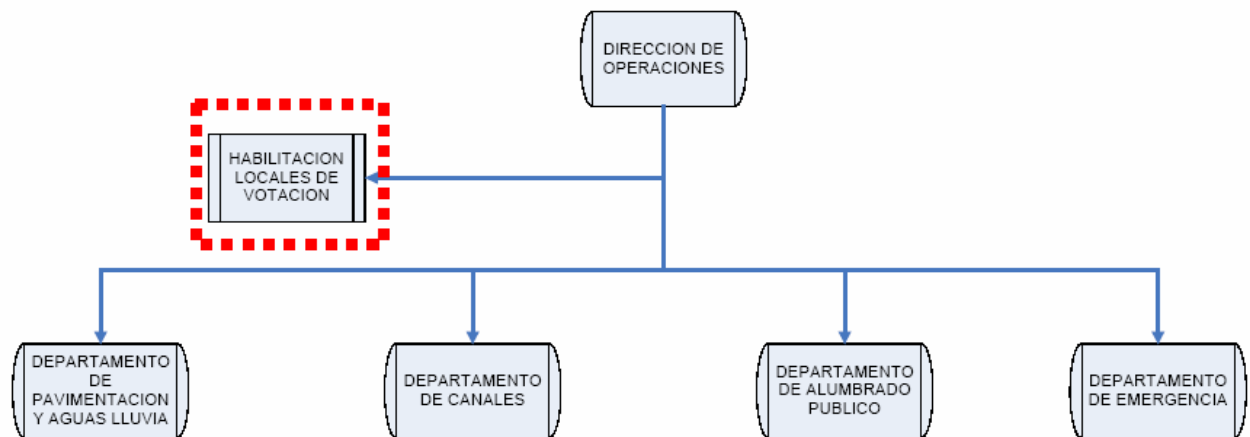 DIRECCION DE
OPERACIONES
HABILITACION
LOCALES DE
VOTACION
DEPARTAMENTO
DE
PAVIMENTACION
Y AGUAS LLUVIA
DEPARTAMENTO
DE CANALES
DEPARTAMENTO
DE ALUMBRADO
PUBLICO
DEPARTAMENTO
DE EMERGENCIA